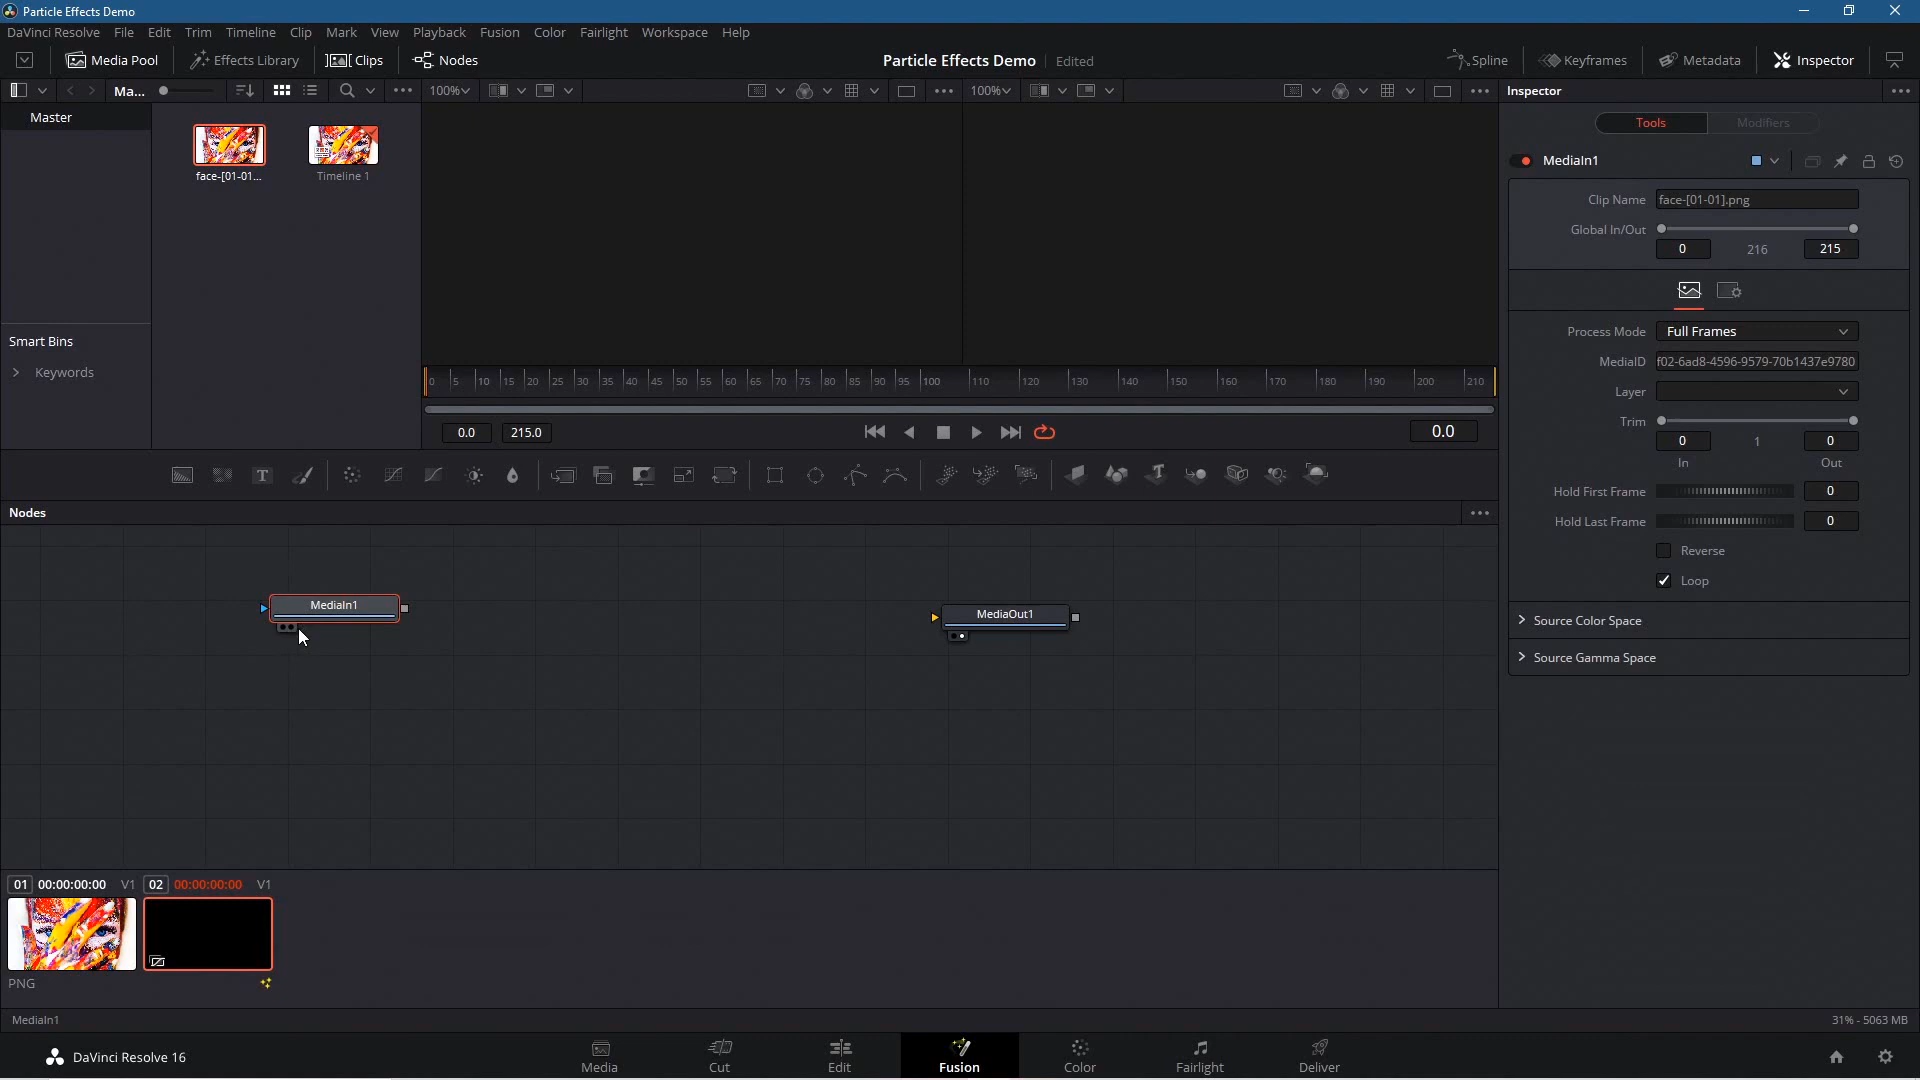 Particle Effects Demo
DaVinci Resolve File Edit Trim Timeline Clip Mark View Playback Fusion Color Fairlight Workspace Help
Media Pool Effects Library Clips Nodes Particle Effects Demo Edited Spline Keyframes Metadata Inspector
Ma... 100% 100% Inspector
Master
Tools Modifiers
face-[01-01... Timeline 1
MediaIn1
Clip Name face-[01-01].png
Global In/Out
0 216 215
Smart Bins
Keywords
Process Mode Full Frames
MediaID f02-6ad8-4596-9579-70b1437e9780
Layer
0 5 10 15 20 25 30 35 40 45 50 55 60 65 70 75 80 85 90 95 100 110 120 130 140 150 160 170 180 190 200 210
Trim
0.0 215.0 0.0
0 1 0
In Out
Hold First Frame 0
Hold Last Frame 0
Reverse
Loop
Source Color Space
Source Gamma Space
Nodes
MediaIn1
MediaOut1
01 00:00:00:00 V1 02 00:00:00:00 V1
PNG
MediaIn1 31% - 5063 MB
DaVinci Resolve 16 Media Cut Edit Fusion Color Fairlight Deliver